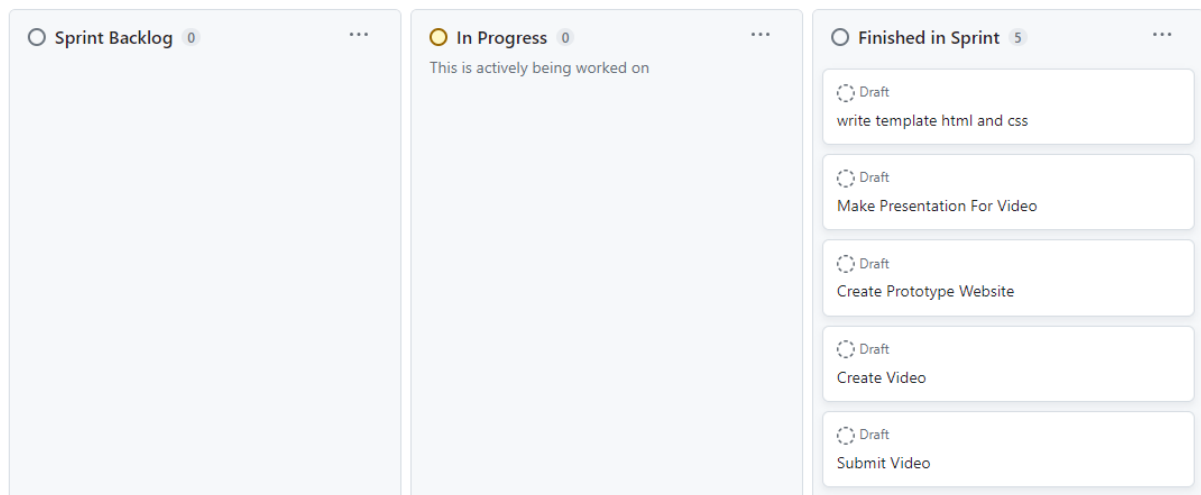 Sprint Backlog 0 ...
In Progress 0 ...
This is actively being worked on
Finished in Sprint 5 ...
Draft
write template html and css
Draft
Make Presentation For Video
Draft
Create Prototype Website
Draft
Create Video
Draft
Submit Video